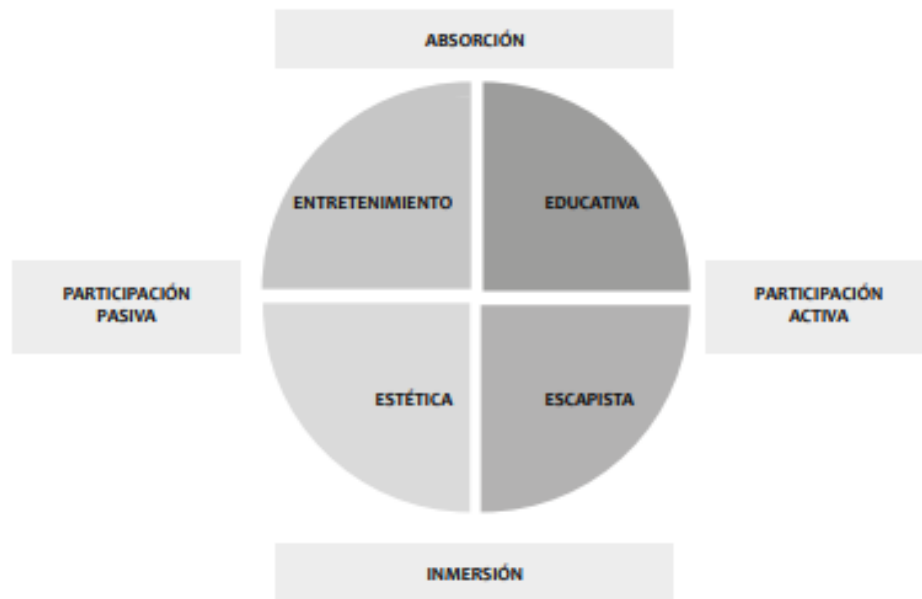 ABSORCIÓN
ENTRETENIMIENTO
EDUCATIVA
PARTICIPACIÓN
PASIVA
PARTICIPACIÓN
ACTIVA
ESTÉTICA
ESCAPISTA
INMERSIÓN